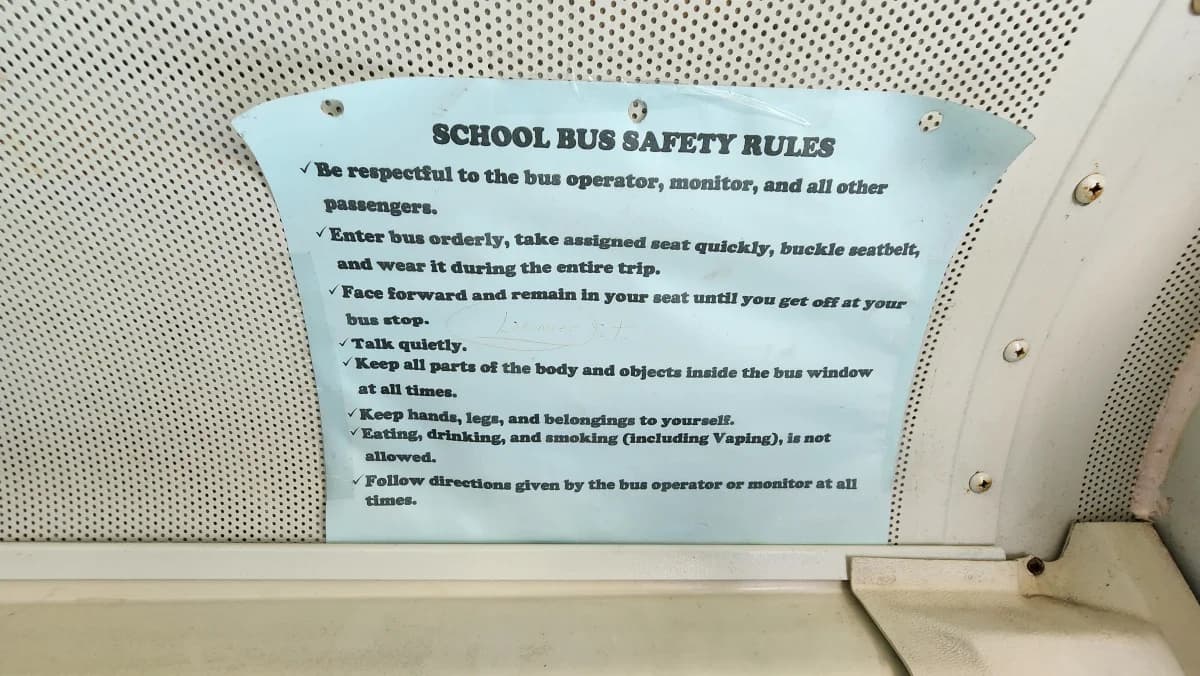 SCHOOL BUS SAFETY RULES
✓ Be respectful to the bus operator, monitor, and all other
passengers.
✓ Enter bus orderly, take assigned seat quickly, buckle seatbelt,
and wear it during the entire trip.
✓ Face forward and remain in your seat until you get off at your
bus stop.
✓ Talk quietly.
✓ Keep all parts of the body and objects inside the bus window
at all times.
✓ Keep hands, legs, and belongings to yourself.
✓ Eating, drinking, and smoking (including Vaping), is not
allowed.
✓ Follow directions given by the bus operator or monitor at all
times.